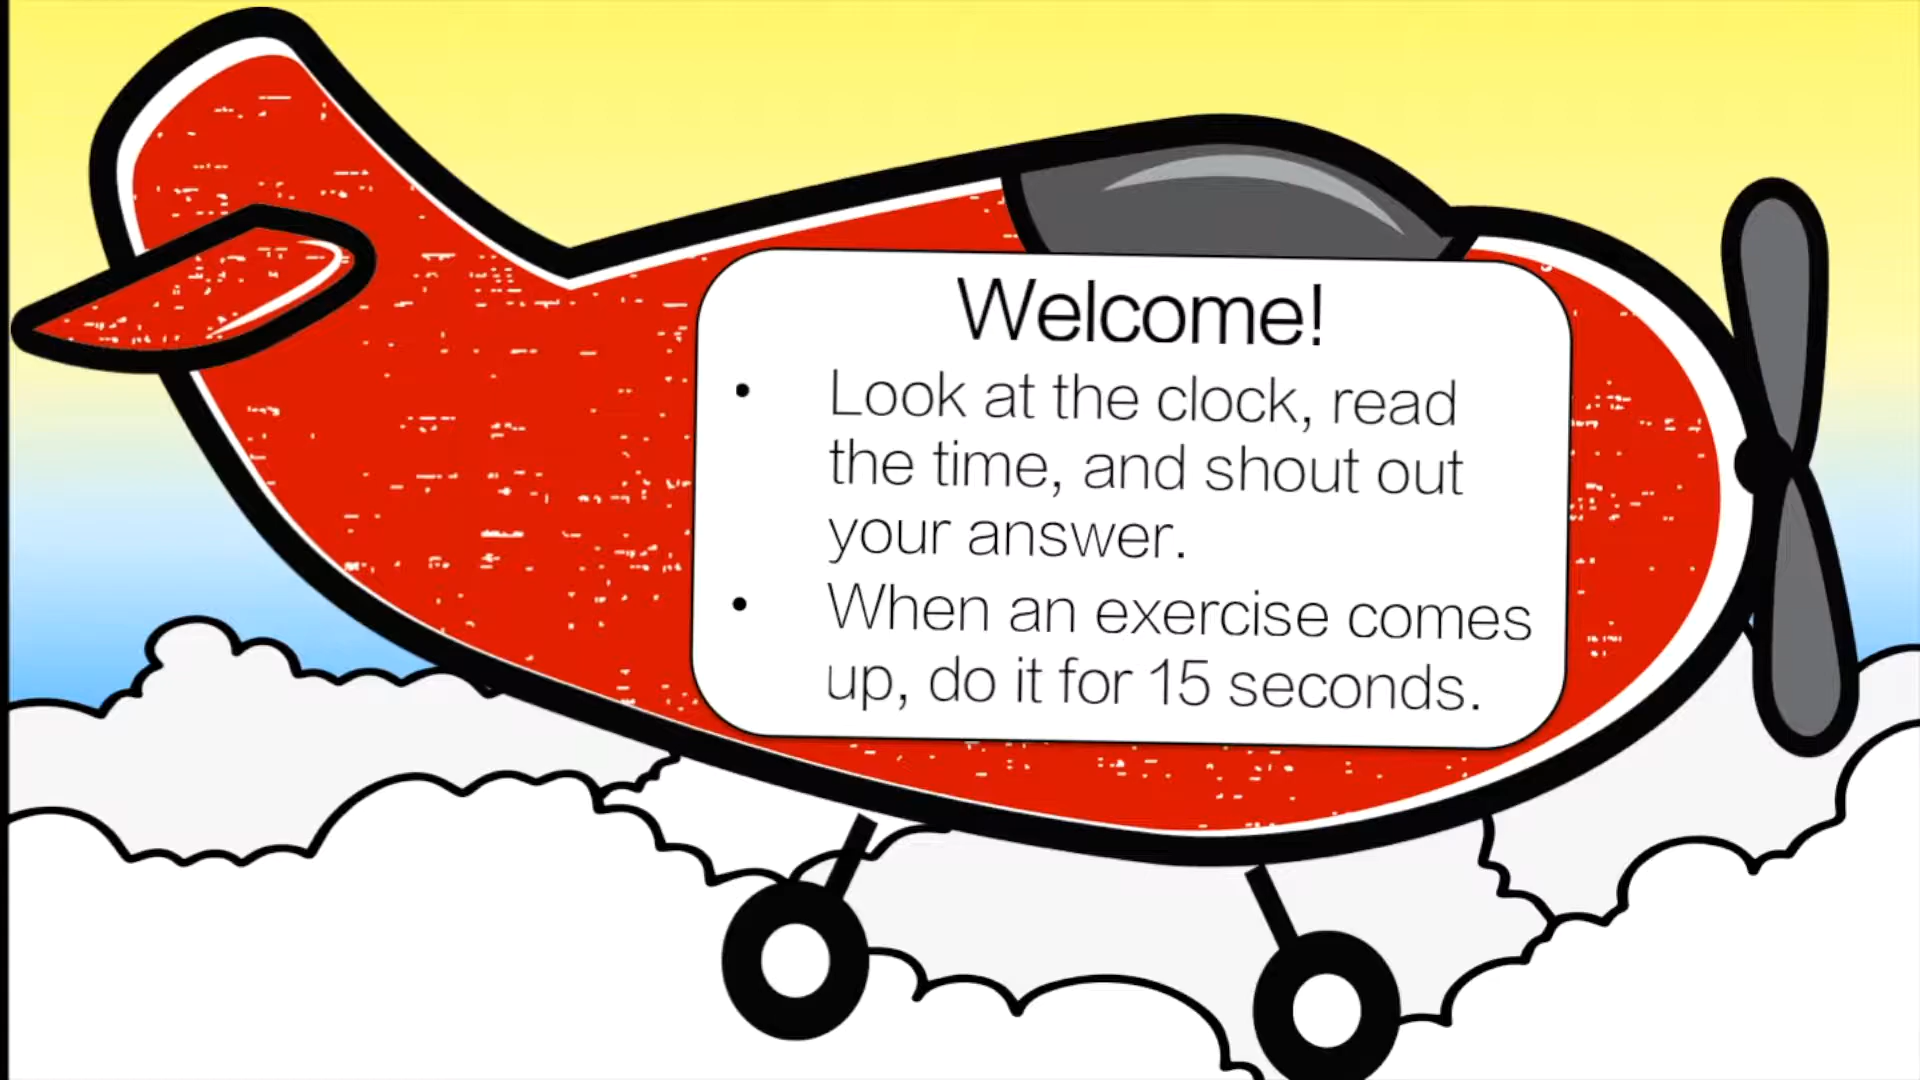 Welcome!
• Look at the clock, read
the time, and shout out
your answer.
• When an exercise comes
up, do it for 15 seconds.